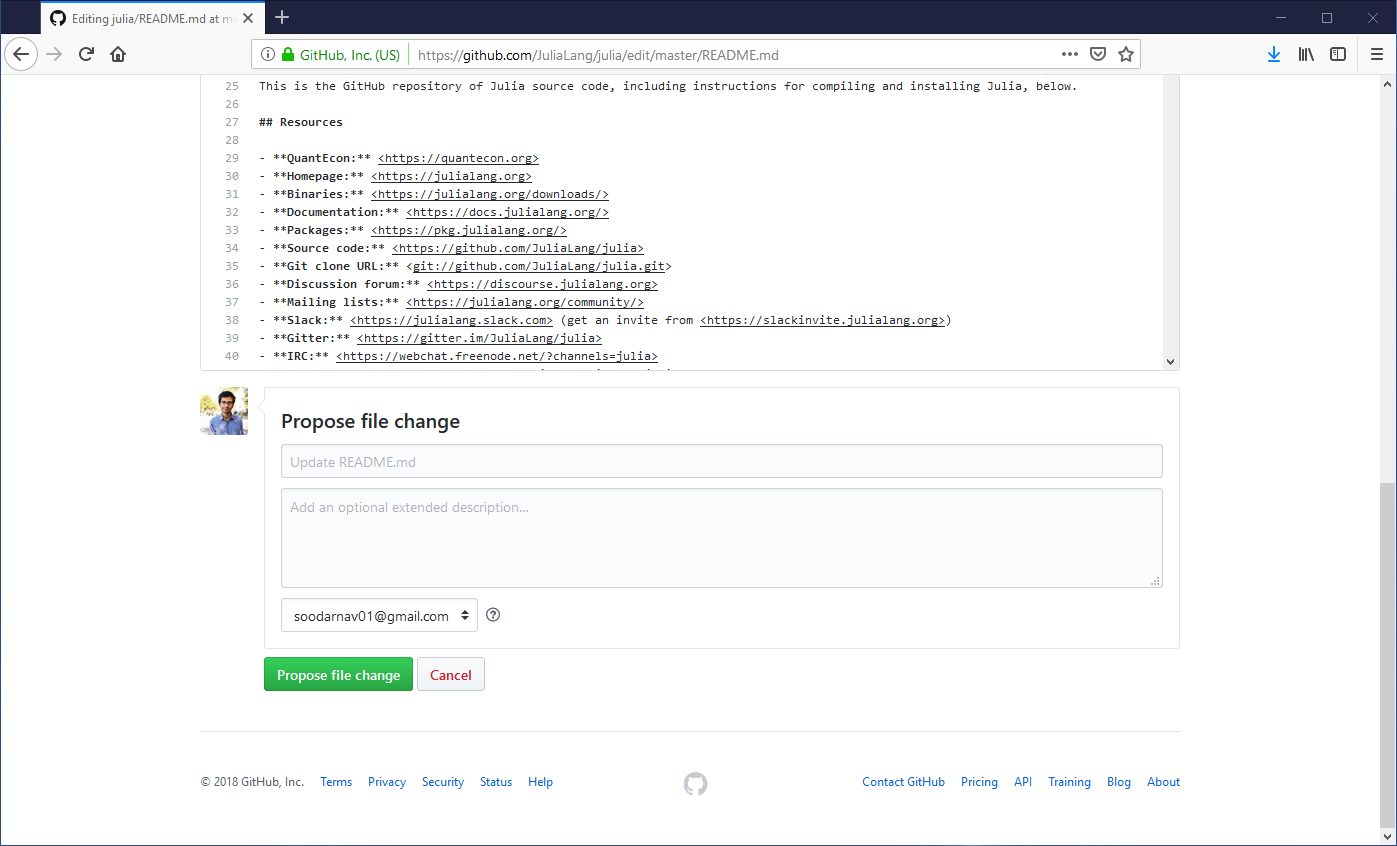 Editing julia/README.md at ma
GitHub, Inc. (US)
https://github.com/JuliaLang/julia/edit/master/README.md
25 This is the GitHub repository of Julia source code, including instructions for compiling and installing Julia, below.
26
27 ## Resources
28
29 - **QuantEcon:** <https://quantecon.org>
30 - **Homepage:** <https://julialang.org>
31 - **Binaries:** <https://julialang.org/downloads/>
32 - **Documentation:** <https://docs.julialang.org/>
33 - **Packages:** <https://pkg.julialang.org/>
34 - **Source code:** <https://github.com/JuliaLang/julia>
35 - **Git clone URL:** <git://github.com/JuliaLang/julia.git>
36 - **Discussion forum:** <https://discourse.julialang.org>
37 - **Mailing lists:** <https://julialang.org/community/>
38 - **Slack:** <https://julialang.slack.com> (get an invite from <https://slackinvite.julialang.org>)
39 - **Gitter:** <https://gitter.im/JuliaLang/julia>
40 - **IRC:** <https://webchat.freenode.net/?channels=julia>
Propose file change
Update README.md
Add an optional extended description...
soodarnav01@gmail.com
Propose file change
Cancel
© 2018 GitHub, Inc. Terms Privacy Security Status Help
Contact GitHub Pricing API Training Blog About